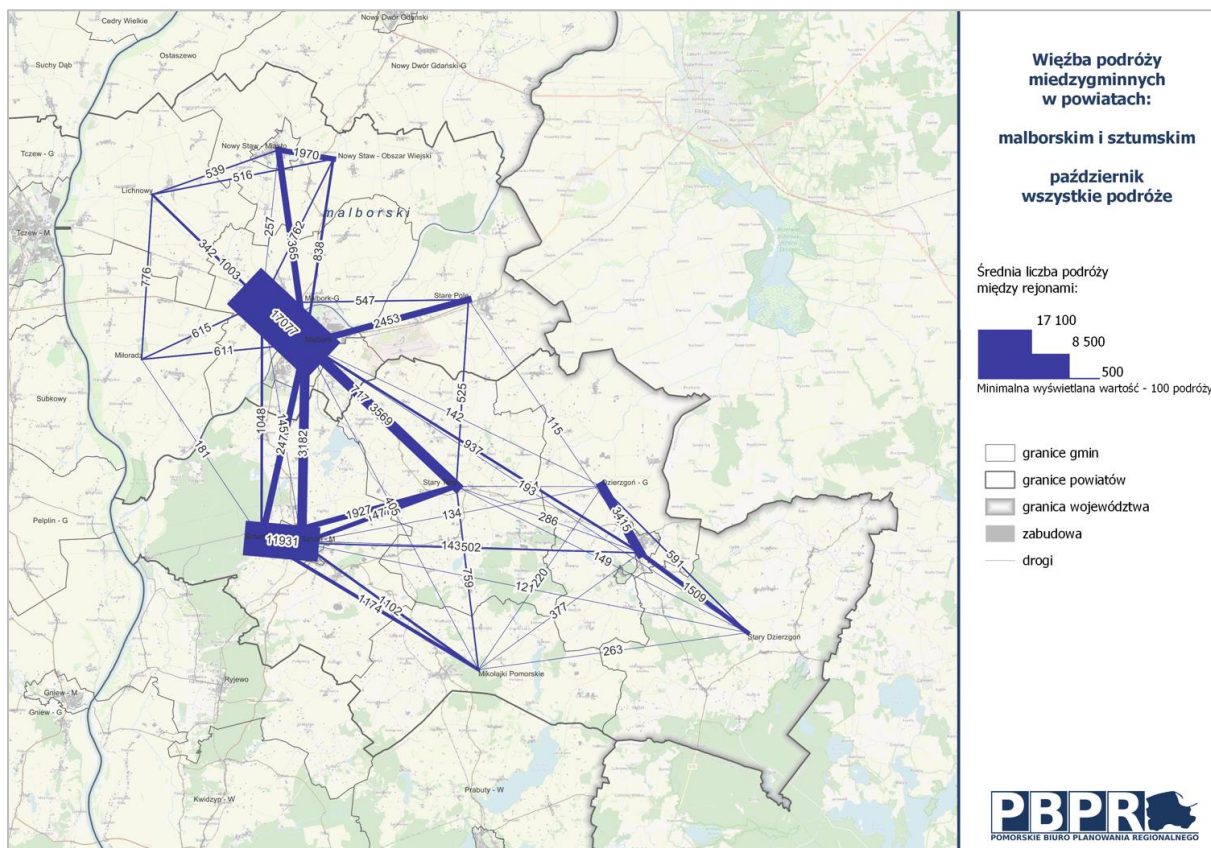 Cedry Wielkie
Nowy Dwór Gdański
Ostaszewo
Suchy Dąb
Nowy Dwór Gdański-G
Nowy Staw - Miasto
1970
Nowy Staw - Obszar Wiejski
Tczew - G
539
516
Lichnowy
malborski
Tczew - M
257
762
838
342
1003
776
Malbork-G
547
Stare Pole
17077
2453
615
611
Miłoradz
Subkowy
525
3569
142
115
1048
247
3182
937
181
193
Dzierzgoń - G
Pelplin - G
405
1927
147
134
286
3415
11931
502
149
591
759
220
121
1509
1174
1102
377
Stary Dzierzgoń
263
Mikołajki Pomorskie
Ryjewo
Gniew - M
Gniew - G
Prabuty - W
Kwidzyp - W
Więźba podróży
miedzygminnych
w powiatach:
malborskim i sztumskim
październik
wszystkie podróże
Średnia liczba podróży
między rejonami:
17 100
8 500
500
Minimalna wyświetlana wartość - 100 podróży
granice gmin
granice powiatów
granica województwa
zabudowa
drogi
PBPR
POMORSKIE BIURO PLANOWANIA REGIONALNEGO